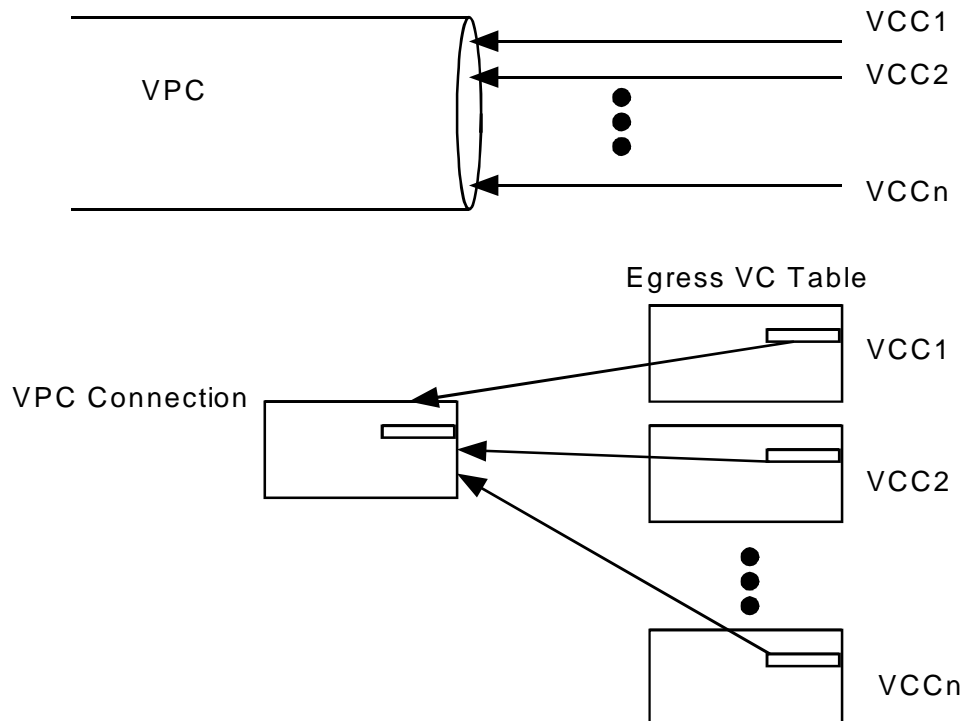 VCC1
VPC
VCC2
VCCn
Egress VC Table
VCC1
VPC Connection
VCC2
VCCn